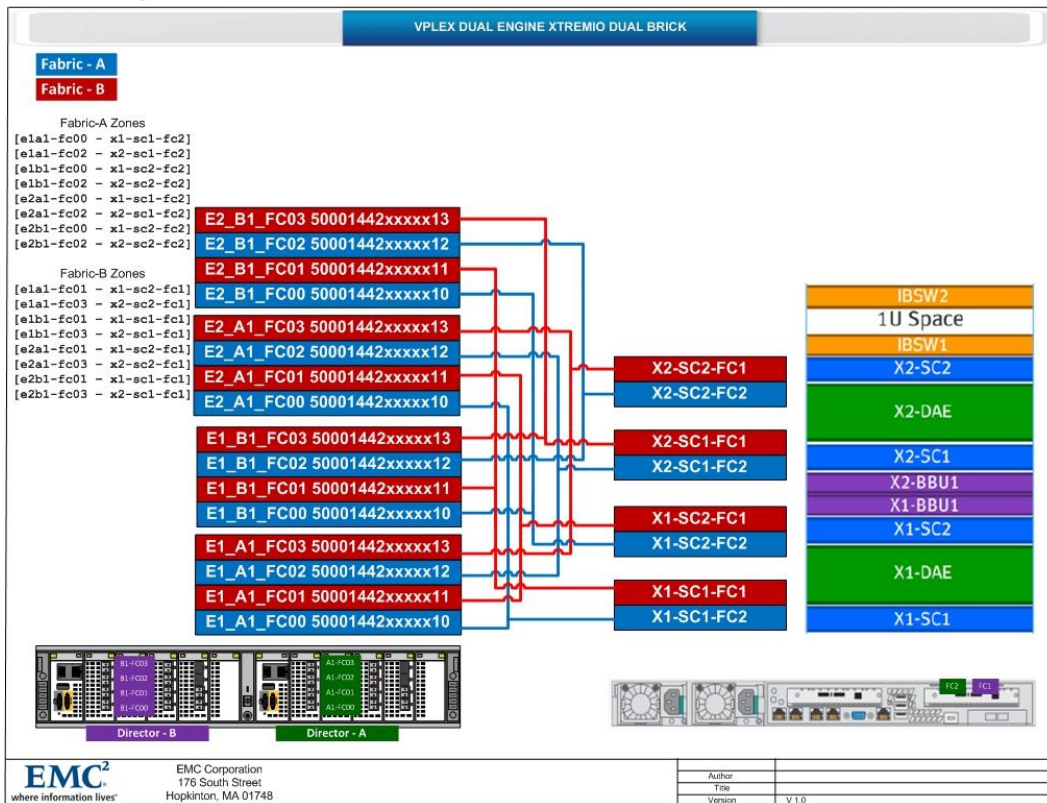 VPLEX DUAL ENGINE XTREMIO DUAL BRICK
Fabric - A
Fabric - B
Fabric-A Zones
[e1a1-fc00 - x1-sc1-fc2]
[e1a1-fc02 - x2-sc1-fc2]
[e1b1-fc00 - x1-sc2-fc2]
[e1b1-fc02 - x2-sc2-fc2]
[e2a1-fc00 - x1-sc1-fc2]
[e2a1-fc02 - x2-sc1-fc2]
[e2b1-fc00 - x1-sc2-fc2]
[e2b1-fc02 - x2-sc2-fc2]
Fabric-B Zones
[e1a1-fc01 - x1-sc2-fc1]
[e1a1-fc03 - x2-sc2-fc1]
[e1b1-fc01 - x1-sc1-fc1]
[e1b1-fc03 - x2-sc1-fc1]
[e2a1-fc01 - x1-sc2-fc1]
[e2a1-fc03 - x2-sc2-fc1]
[e2b1-fc01 - x1-sc1-fc1]
[e2b1-fc03 - x2-sc1-fc1]
E2_B1_FC03 50001442xxxxx13
E2_B1_FC02 50001442xxxxx12
E2_B1_FC01 50001442xxxxx11
E2_B1_FC00 50001442xxxxx10
E2_A1_FC03 50001442xxxxx13
E2_A1_FC02 50001442xxxxx12
E2_A1_FC01 50001442xxxxx11
E2_A1_FC00 50001442xxxxx10
E1_B1_FC03 50001442xxxxx13
E1_B1_FC02 50001442xxxxx12
E1_B1_FC01 50001442xxxxx11
E1_B1_FC00 50001442xxxxx10
E1_A1_FC03 50001442xxxxx13
E1_A1_FC02 50001442xxxxx12
E1_A1_FC01 50001442xxxxx11
E1_A1_FC00 50001442xxxxx10
X2-SC2-FC1
X2-SC2-FC2
X2-SC1-FC1
X2-SC1-FC2
X1-SC2-FC1
X1-SC2-FC2
X1-SC1-FC1
X1-SC1-FC2
IBSW2
1U Space
IBSW1
X2-SC2
X2-DAE
X2-SC1
X2-BBU1
X1-BBU1
X1-SC2
X1-DAE
X1-SC1
B1-FC03
B1-FC02
B1-FC01
B1-FC00
A1-FC03
A1-FC02
A1-FC01
A1-FC00
Director - B
Director - A
FC2
FC1
EMC²
where information lives®
EMC Corporation
176 South Street
Hopkinton, MA 01748
Author
Title
Version V 1.0